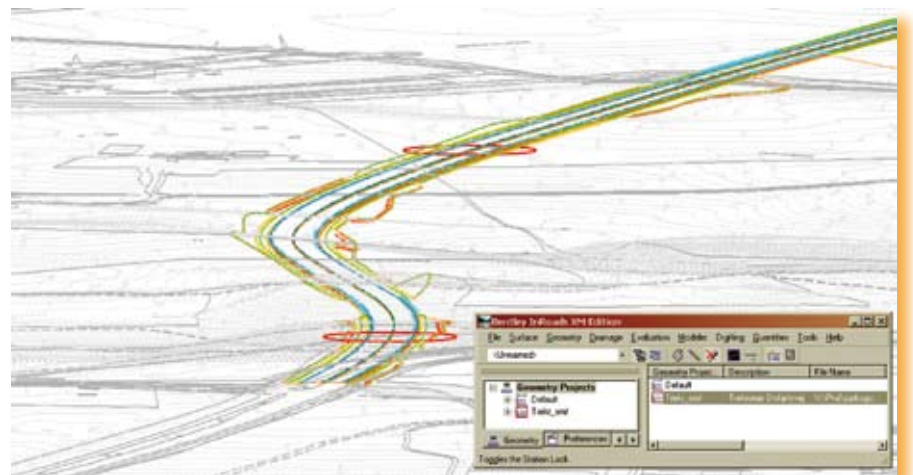 Bentley InRoads XM Edition
File Surface Geometry Drainage Evaluation Modeler Drafting Quantities Tools Help
<Unnamed>
Geometry Projects
Default
Geometry Preferences
Geometry Projec... Description File Name
Default
Toggles the Station Lock